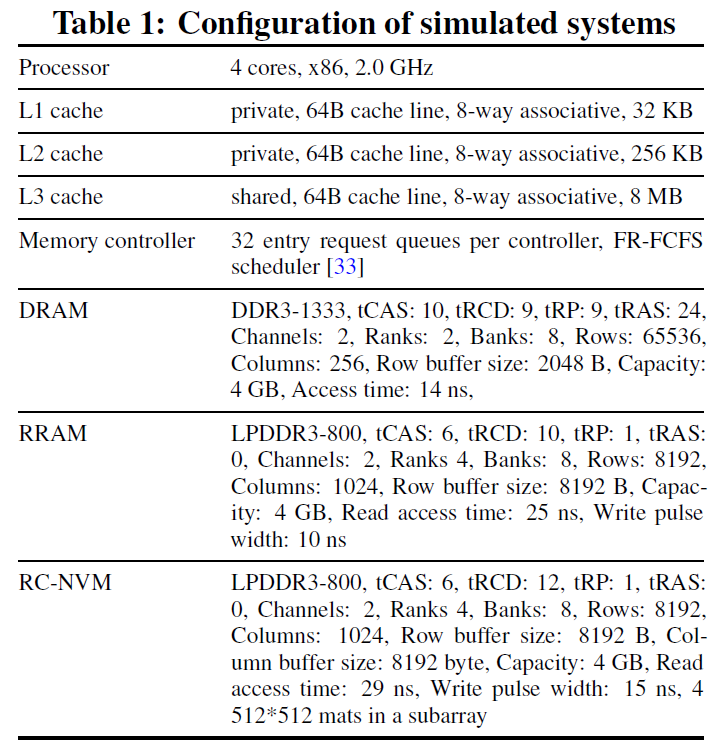 Table 1: Configuration of simulated systems
Processor 4 cores, x86, 2.0 GHz
L1 cache private, 64B cache line, 8-way associative, 32 KB
L2 cache private, 64B cache line, 8-way associative, 256 KB
L3 cache shared, 64B cache line, 8-way associative, 8 MB
Memory controller 32 entry request queues per controller, FR-FCFS
scheduler [33]
DRAM DDR3-1333, tCAS: 10, tRCD: 9, tRP: 9, tRAS: 24,
Channels: 2, Ranks: 2, Banks: 8, Rows: 65536,
Columns: 256, Row buffer size: 2048 B, Capacity:
4 GB, Access time: 14 ns,
RRAM LPDDR3-800, tCAS: 6, tRCD: 10, tRP: 1, tRAS:
0, Channels: 2, Ranks 4, Banks: 8, Rows: 8192,
Columns: 1024, Row buffer size: 8192 B, Capac-
ity: 4 GB, Read access time: 25 ns, Write pulse
width: 10 ns
RC-NVM LPDDR3-800, tCAS: 6, tRCD: 12, tRP: 1, tRAS:
0, Channels: 2, Ranks 4, Banks: 8, Rows: 8192,
Columns: 1024, Row buffer size: 8192 B, Col-
umn buffer size: 8192 byte, Capacity: 4 GB, Read
access time: 29 ns, Write pulse width: 15 ns, 4
512*512 mats in a subarray